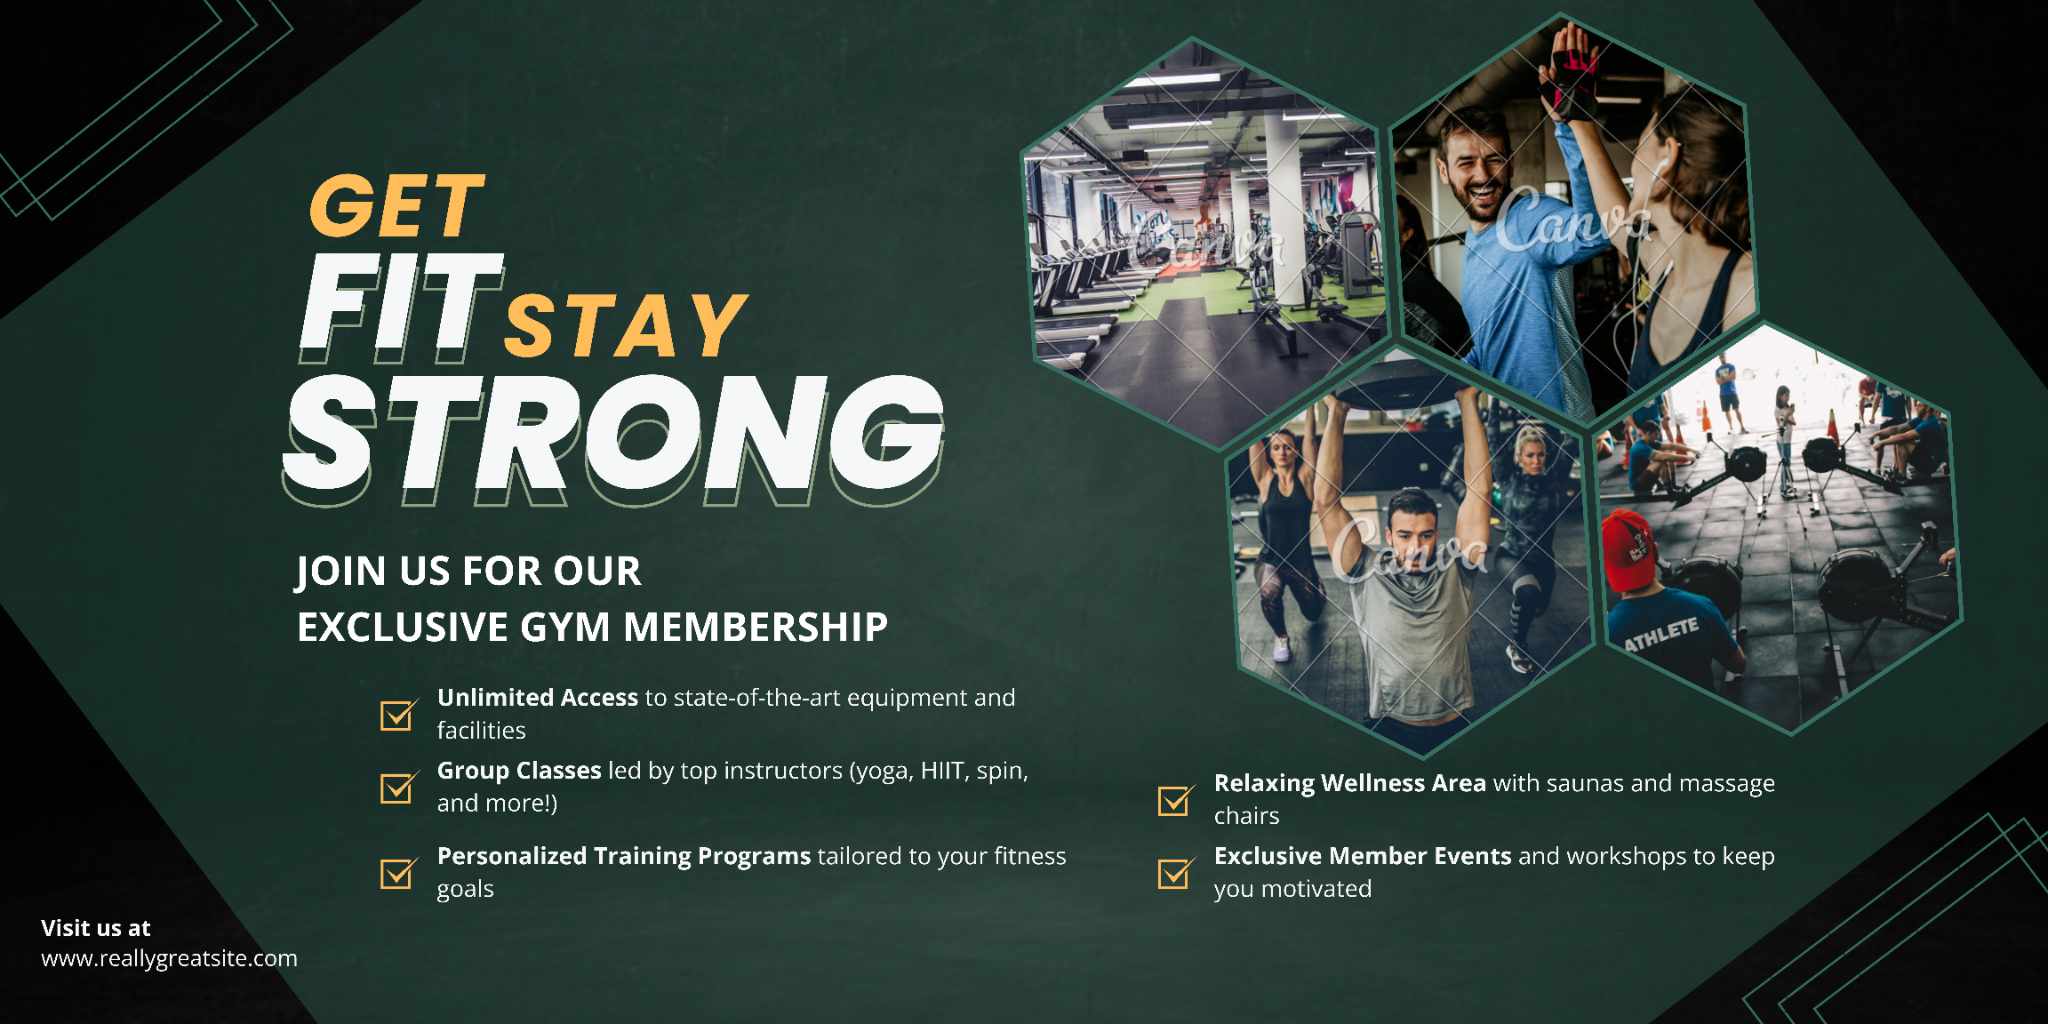 GET
FIT STAY
STRONG
JOIN US FOR OUR
EXCLUSIVE GYM MEMBERSHIP
Unlimited Access to state-of-the-art equipment and
facilities
Group Classes led by top instructors (yoga, HIIT, spin,
and more!)
Personalized Training Programs tailored to your fitness
goals
Relaxing Wellness Area with saunas and massage
chairs
Exclusive Member Events and workshops to keep
you motivated
Visit us at
www.reallygreatsite.com
Canva
Canva
Canva
ATHLETE